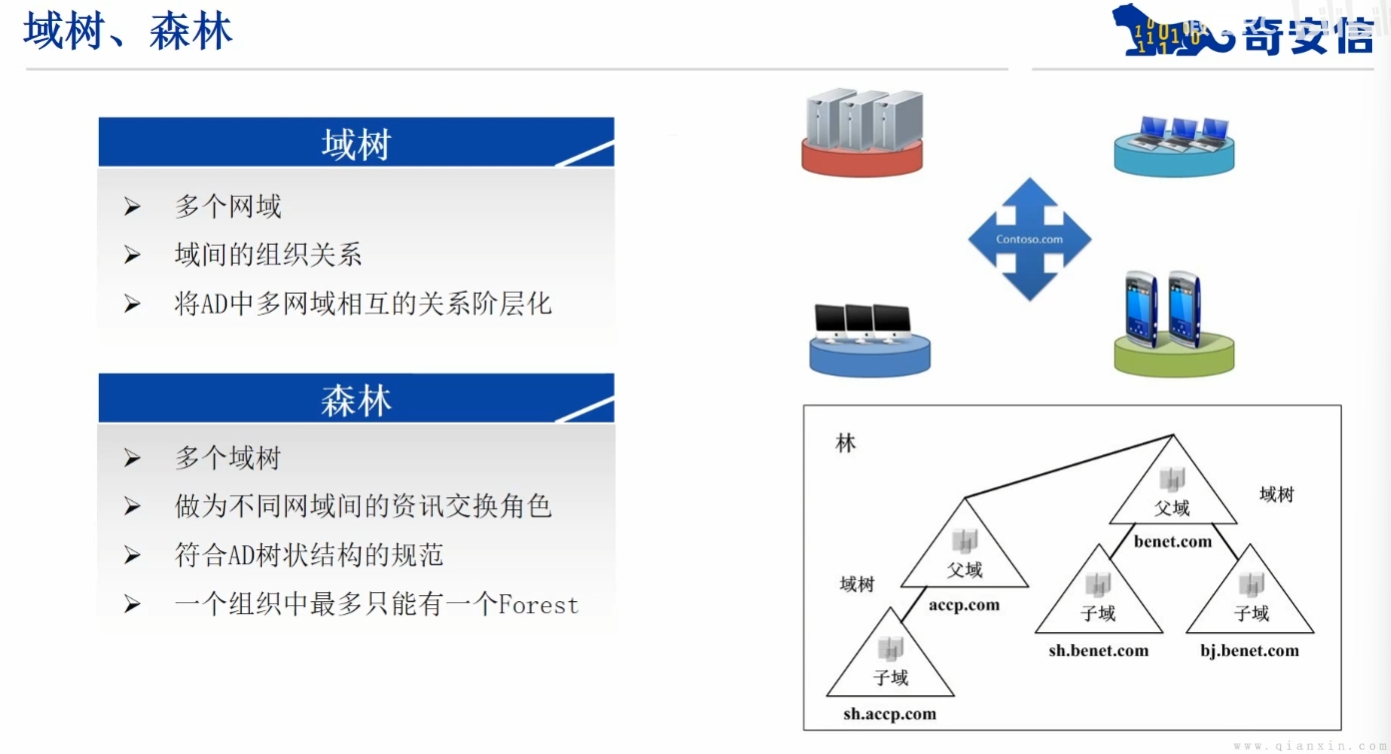 域树、森林
奇安信
域树
多个网域
域间的组织关系
将AD中多网域相互的关系阶层化
森林
多个域树
做为不同网域间的资讯交换角色
符合AD树状结构的规范
一个组织中最多只能有一个Forest
Contoso.com
林
父域
域树
benet.com
父域
域树
accp.com
子域
子域
sh.benet.com
bj.benet.com
子域
sh.accp.com
www.qianxin.com